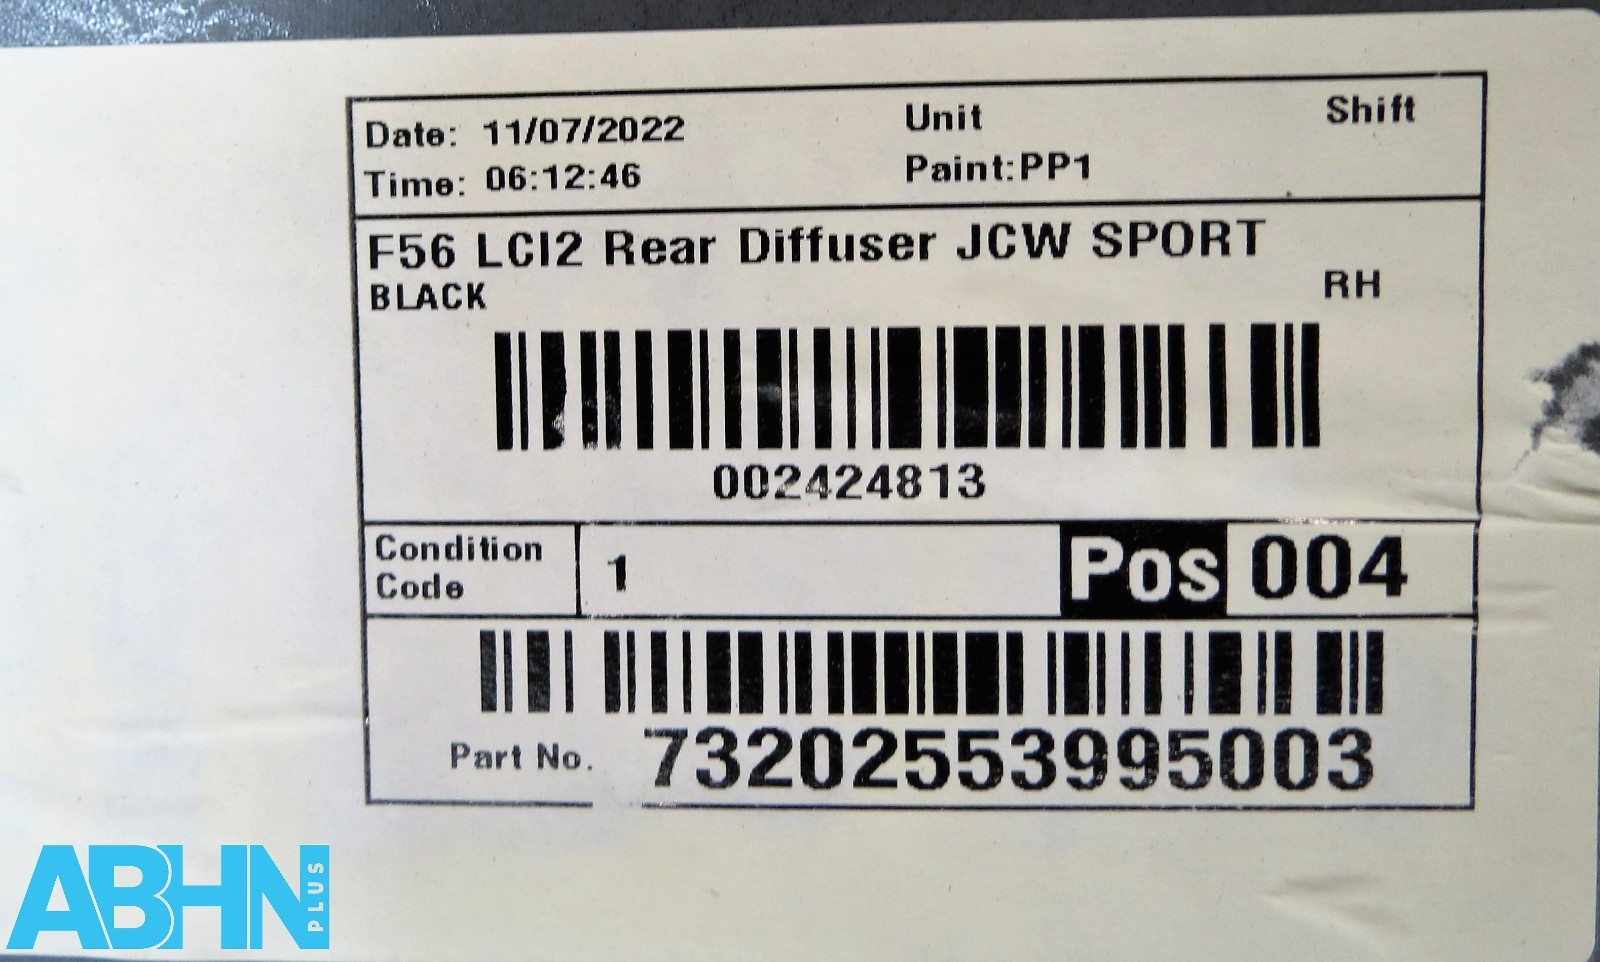 Date: 11/07/2022 Unit Shift
Time: 06:12:46 Paint:PP1
F56 LCI2 Rear Diffuser JCW SPORT
BLACK RH
002424813
Condition Code 1 Pos 004
Part No. 73202553995003
ABHN PLUS